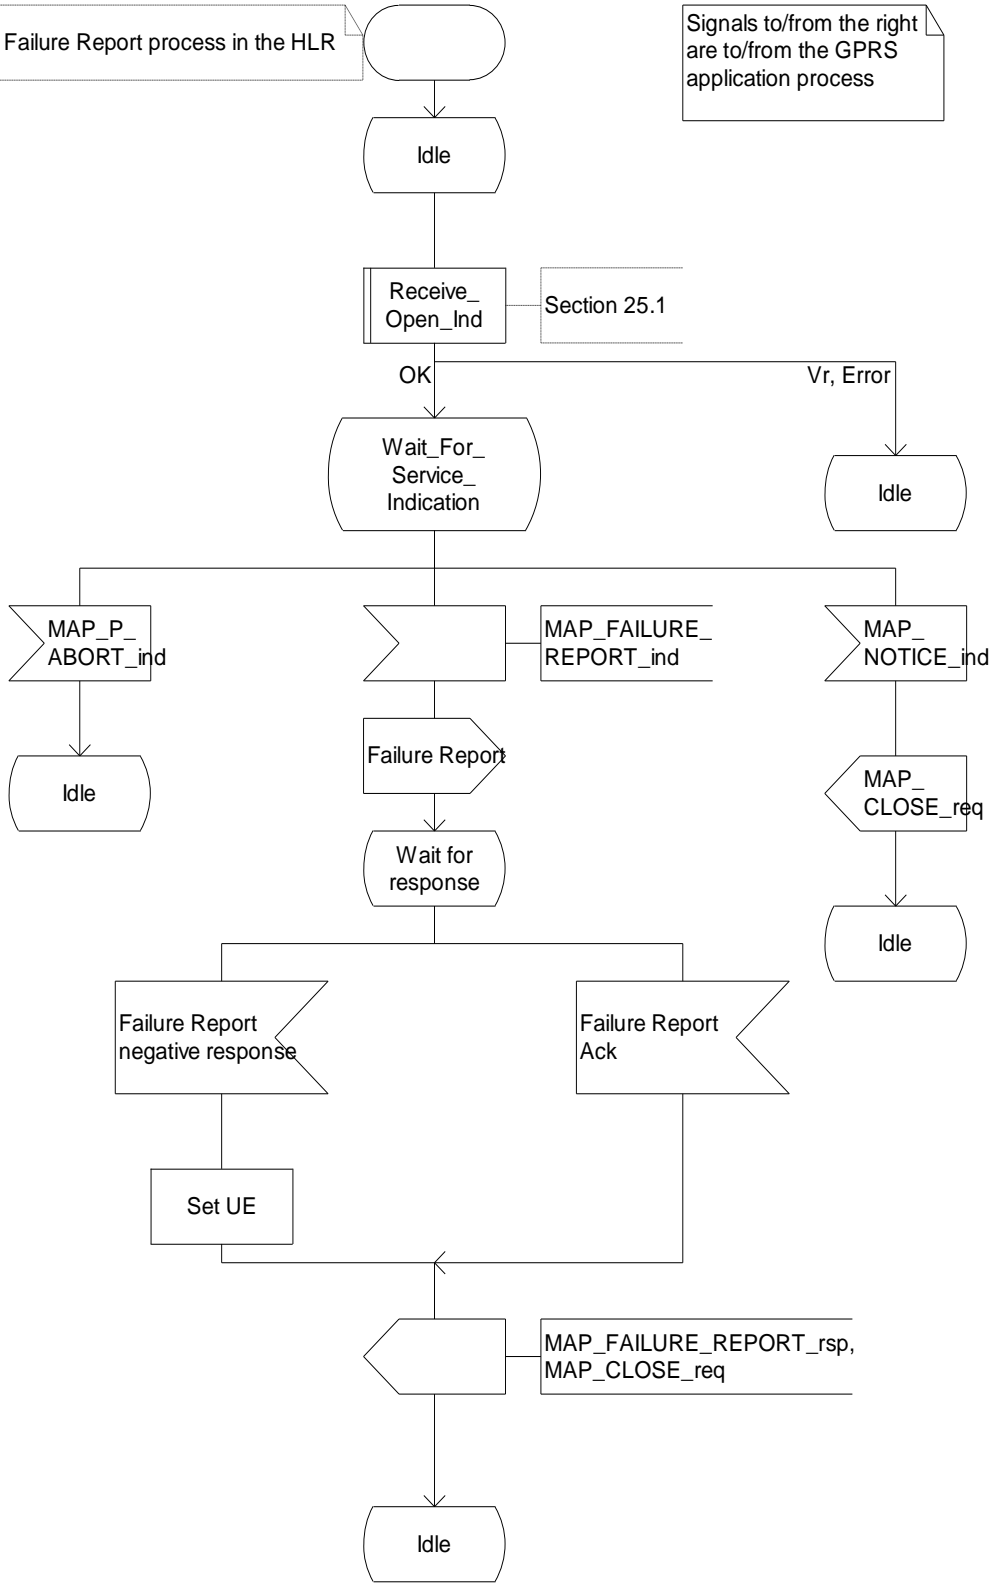 Failure Report process in the HLR
Signals to/from the right
are to/from the GPRS
application process
Idle
Receive_
Open_Ind
Section 25.1
OK
Vr, Error
Wait_For_
Service_
Indication
Idle
MAP_P_
ABORT_ind
MAP_FAILURE_
REPORT_ind
MAP_
NOTICE_ind
Failure Report
Idle
MAP_
CLOSE_req
Wait for
response
Idle
Failure Report
negative response
Failure Report
Ack
Set UE
MAP_FAILURE_REPORT_rsp,
MAP_CLOSE_req
Idle